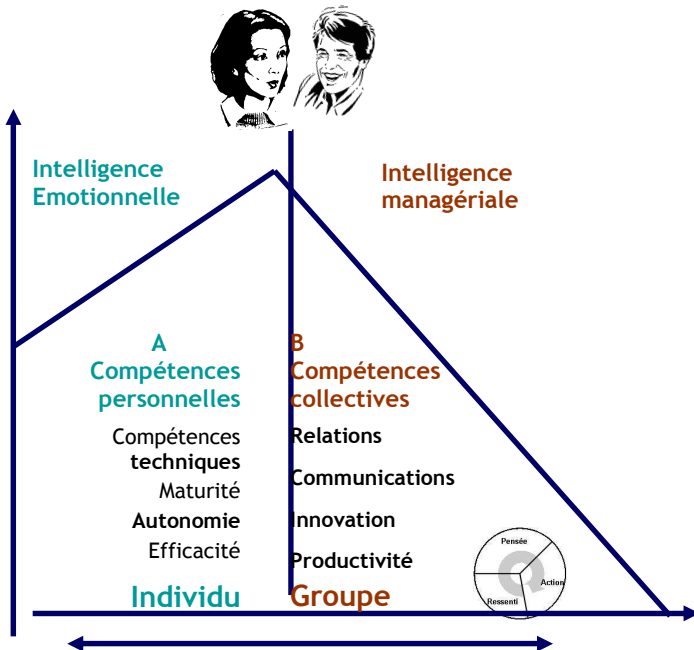 Intelligence
Emotionnelle
Intelligence
managériale
A
Compétences
personnelles
Compétences
techniques
Maturité
Autonomie
Efficacité
Individu
B
Compétences
collectives
Relations
Communications
Innovation
Productivité
Groupe
Pensée
Action
Ressenti